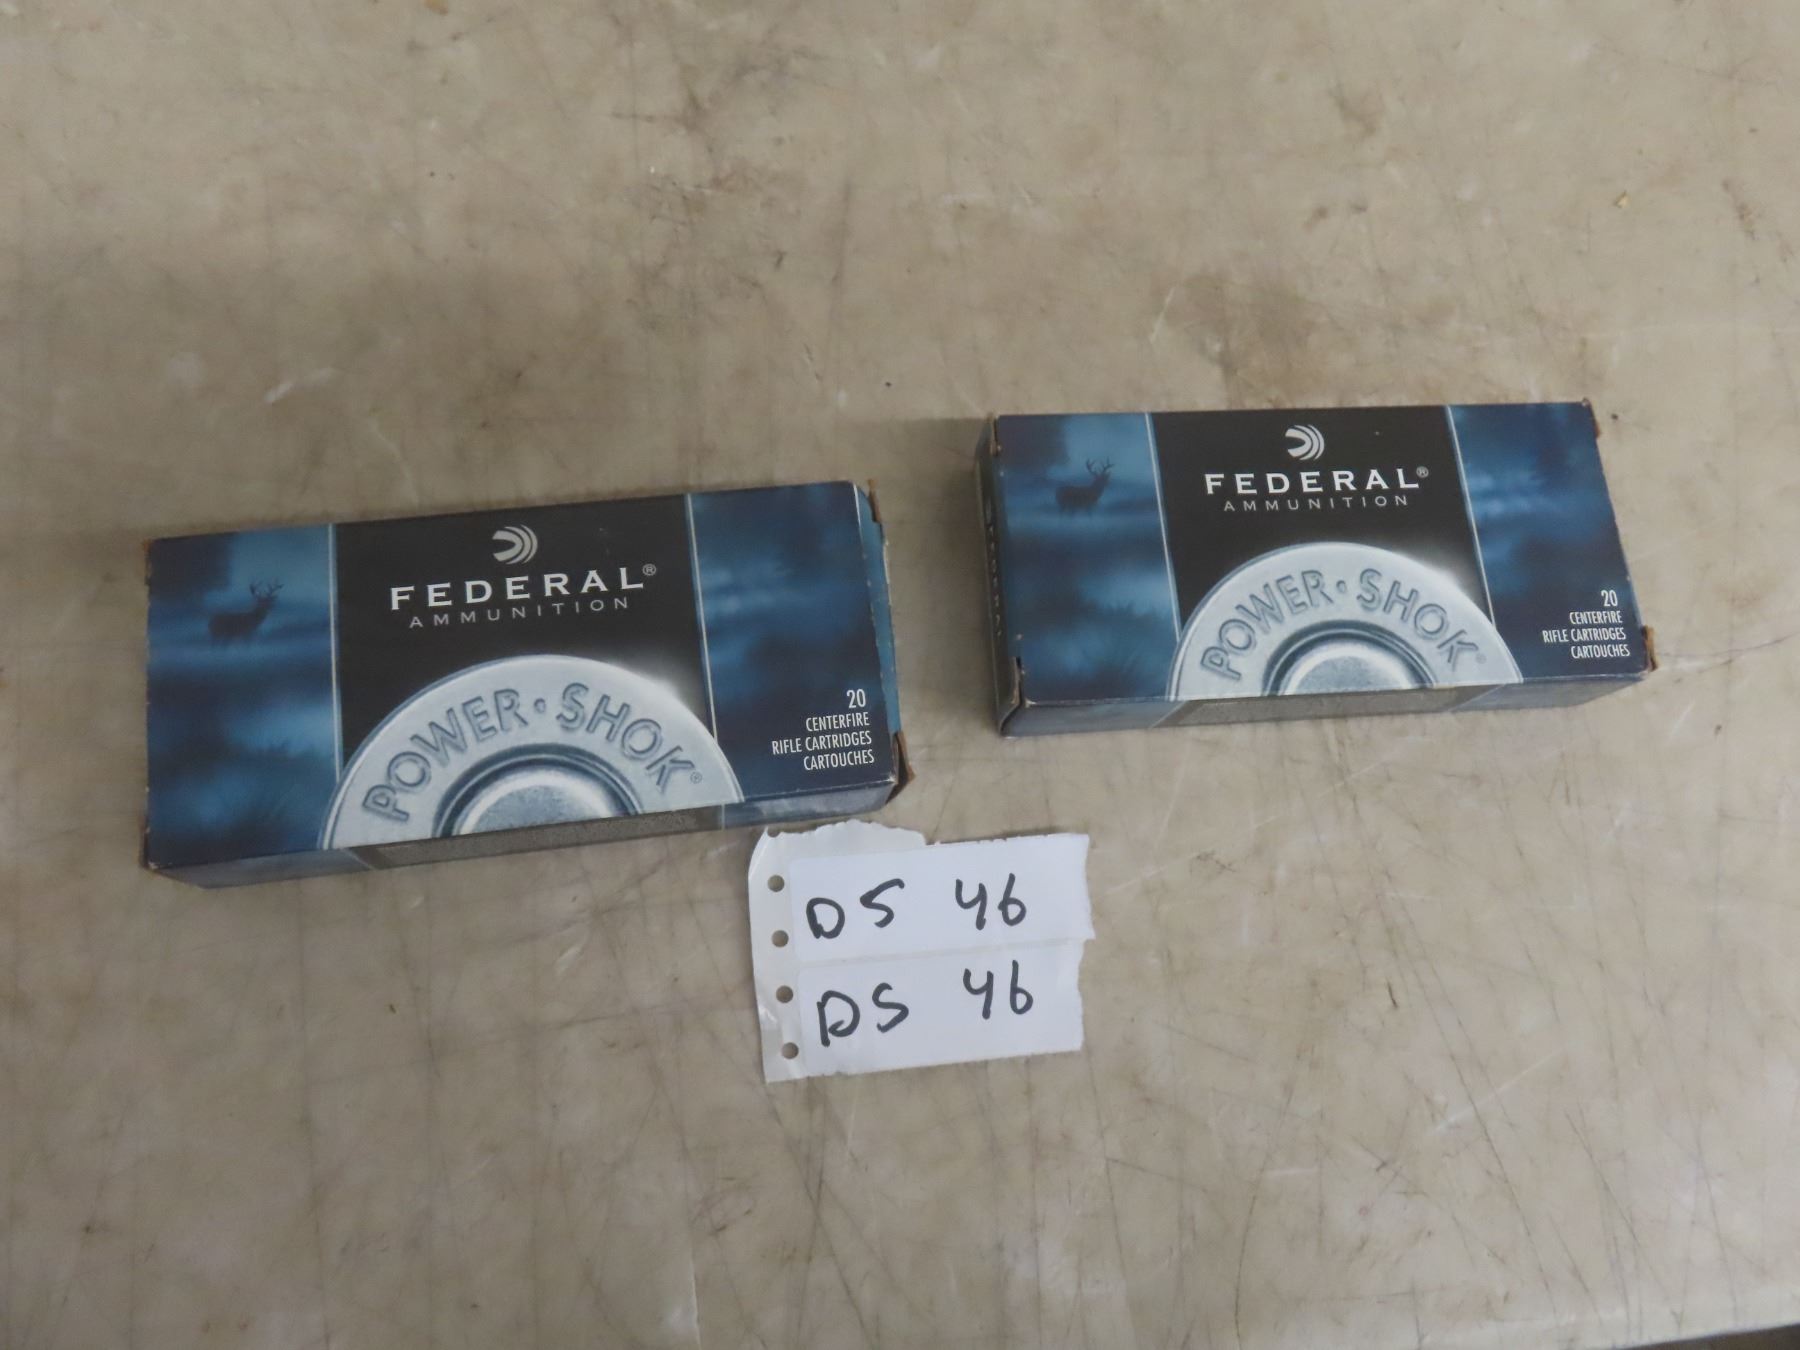 FEDERAL®
AMMUNITION
POWER·SHOK®
20
CENTERFIRE
RIFLE CARTRIDGES
CARTOUCHES
FEDERAL®
AMMUNITION
POWER·SHOK®
20
CENTERFIRE
RIFLE CARTRIDGES
CARTOUCHES
FEDERAL
DS 46
DS 46